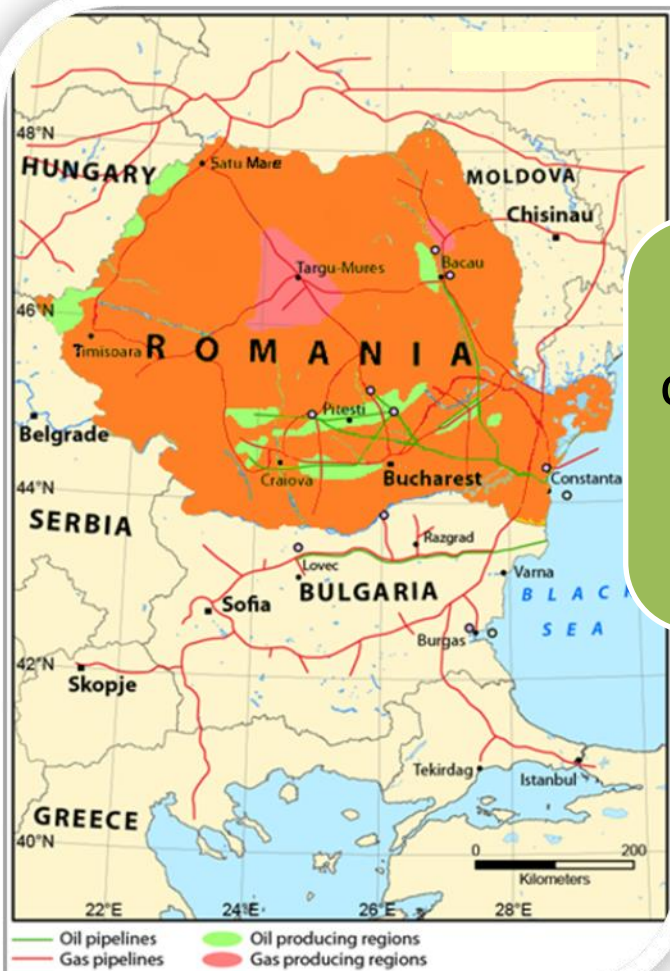 48°N
HUNGARY
Satu Mare
MOLDOVA
Chisinau
Bacau
Targu-Mures
46°N
ROMANIA
Timisoara
Pitesti
Belgrade
Craiova
Bucharest
Constanta
44°N
SERBIA
Razgrad
Lovec
Varna
BULGARIA
BLACK
SEA
Sofia
Burgas
42°N
Skopje
Tekirdag
Istanbul
GREECE
40°N
0 200
Kilometers
22°E 24°E 26°E 28°E
Oil pipelines Oil producing regions
Gas pipelines Gas producing regions